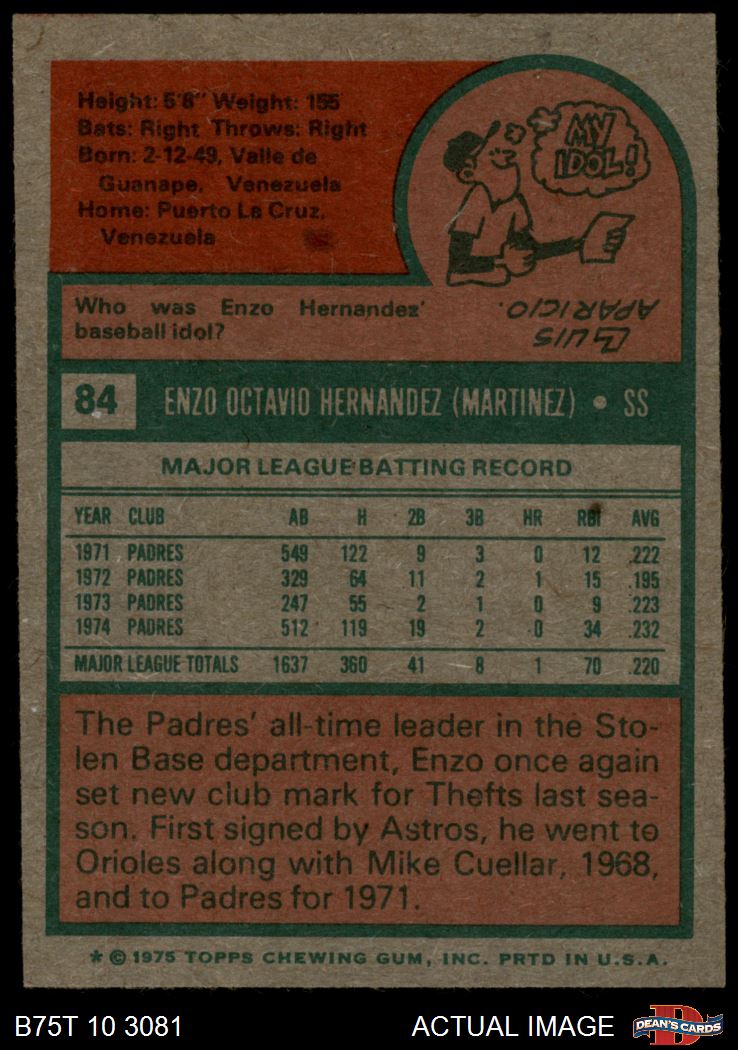 Height: 5'8" Weight: 155
Bats: Right Throws: Right
Born: 2-12-49, Valle de
Guanape, Venezuela
Home: Puerto La Cruz,
Venezuela
MY
IDOL!
Who was Enzo Hernandez'
baseball idol?
LUIS
APARICIO.
84 ENZO OCTAVIO HERNANDEZ (MARTINEZ) • SS
MAJOR LEAGUE BATTING RECORD
YEAR CLUB AB H 2B 3B HR RBI AVG
1971 PADRES 549 122 9 3 0 12 .222
1972 PADRES 329 64 11 2 1 15 .195
1973 PADRES 247 55 2 1 0 9 .223
1974 PADRES 512 119 19 2 0 34 .232
MAJOR LEAGUE TOTALS 1637 360 41 8 1 70 .220
The Padres' all-time leader in the Sto-
len Base department, Enzo once again
set new club mark for Thefts last sea-
son. First signed by Astros, he went to
Orioles along with Mike Cuellar, 1968,
and to Padres for 1971.
* © 1975 TOPPS CHEWING GUM, INC. PRTD IN U.S.A.
B75T 10 3081 ACTUAL IMAGE D DEAN'S CARDS